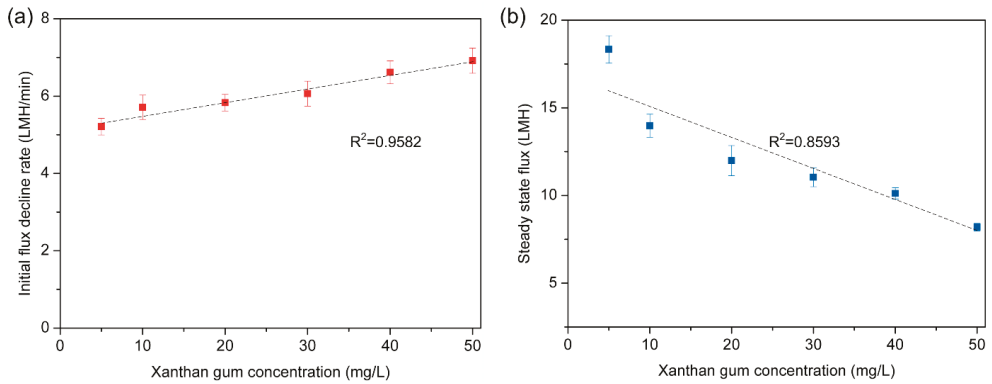 (a)
8
6
4
2
0
0
10
20
30
40
50
Initial flux decline rate (LMH/min)
R²=0.9582
Xanthan gum concentration (mg/L)
(b)
20
15
10
5
0
10
20
30
40
50
Steady state flux (LMH)
R²=0.8593
Xanthan gum concentration (mg/L)